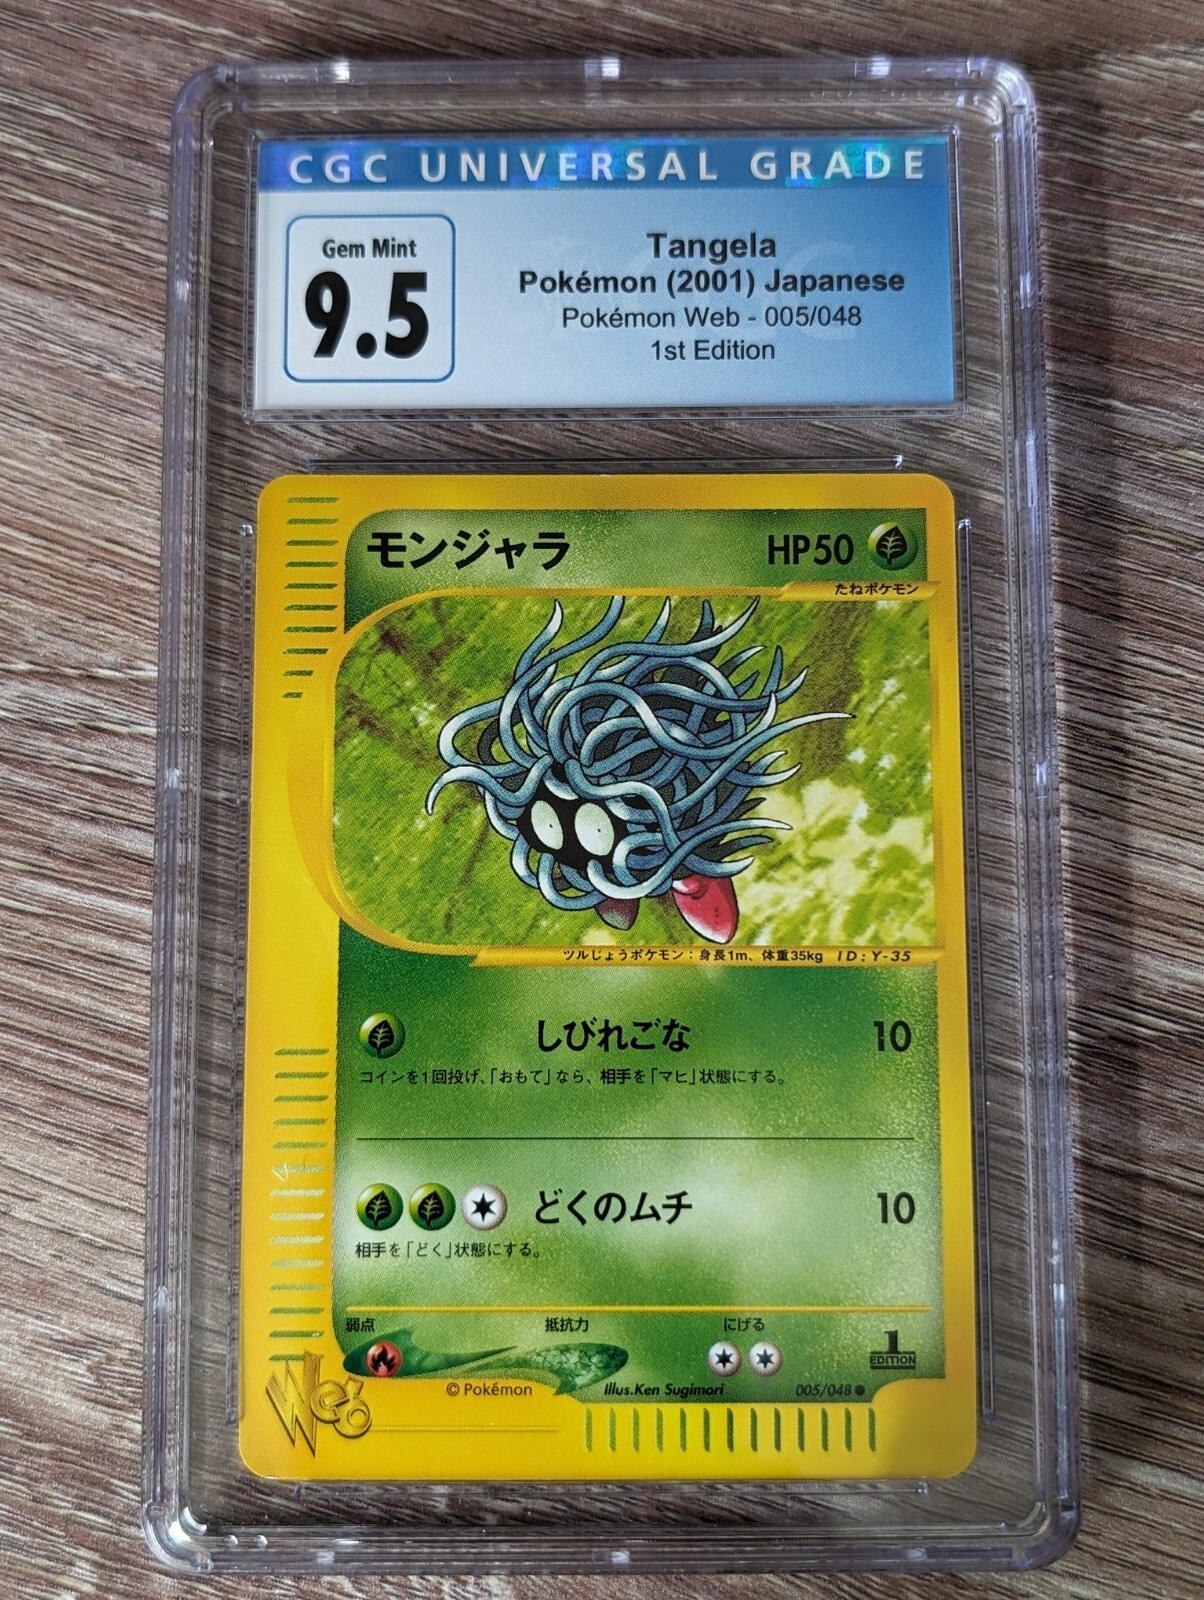 CGC UNIVERSAL GRADE
Gem Mint
9.5
Tangela
Pokémon (2001) Japanese
Pokémon Web - 005/048
1st Edition
モンジャラ HP50
たねポケモン
ツルじょうポケモン：身長1m、体重35kg ID:Y-35
しびれごな 10
コインを1回投げ、「おもて」なら、相手を「マヒ」状態にする。
どくのムチ 10
相手を「どく」状態にする。
弱点 抵抗力 にげる
1 EDITION
Web
© Pokémon Illus.Ken Sugimori 005/048 ●